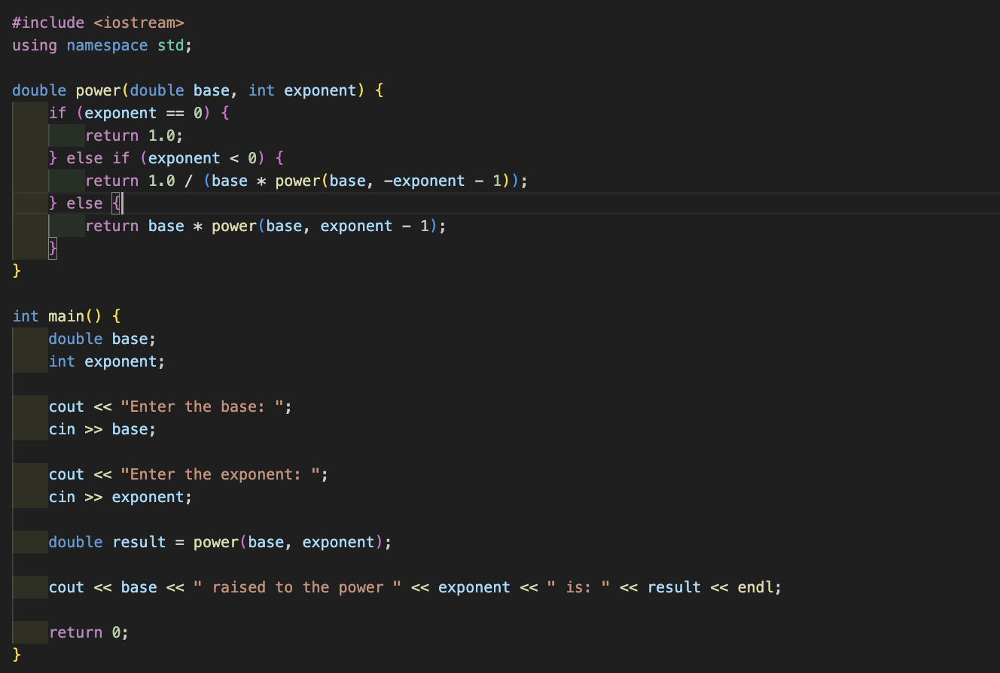 #include <iostream>
using namespace std;

double power(double base, int exponent) {
    if (exponent == 0) {
        return 1.0;
    } else if (exponent < 0) {
        return 1.0 / (base * power(base, -exponent - 1));
    } else {
        return base * power(base, exponent - 1);
    }
}

int main() {
    double base;
    int exponent;

    cout << "Enter the base: ";
    cin >> base;

    cout << "Enter the exponent: ";
    cin >> exponent;

    double result = power(base, exponent);

    cout << base << " raised to the power " << exponent << " is: " << result << endl;

    return 0;
}